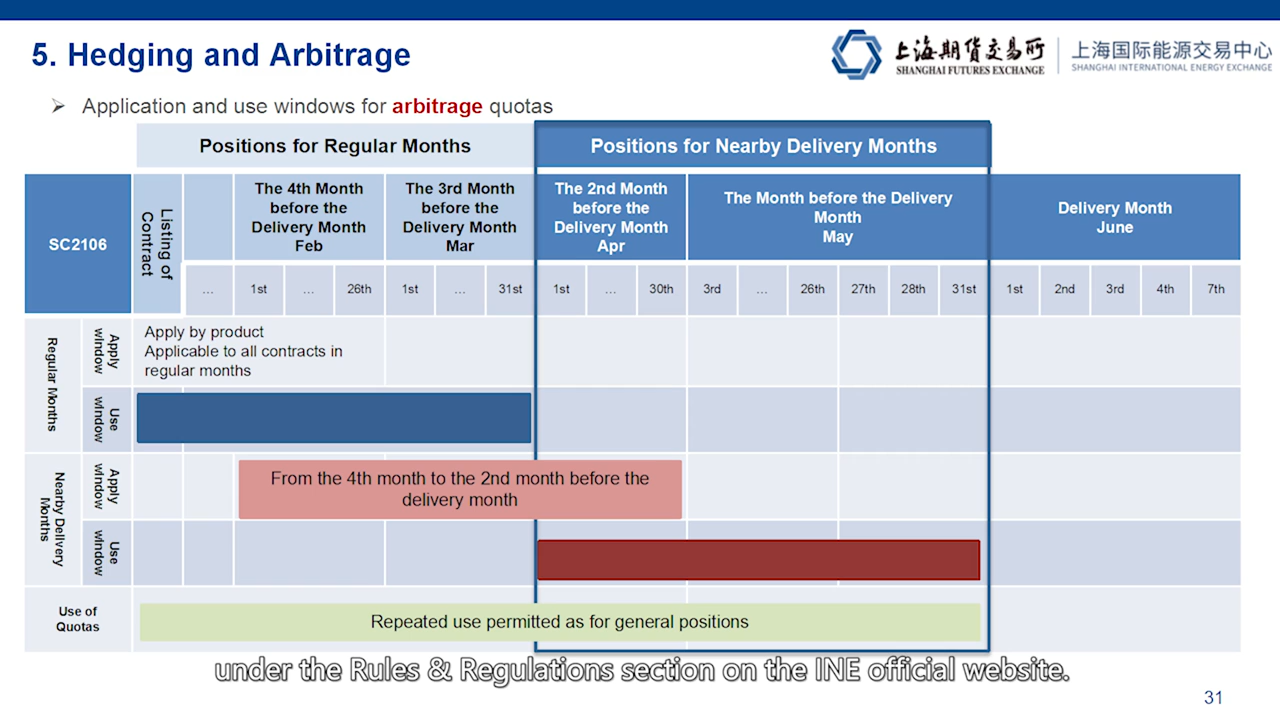 5. Hedging and Arbitrage
上海期货交易所
SHANGHAI FUTURES EXCHANGE
上海国际能源交易中心
SHANGHAI INTERNATIONAL ENERGY EXCHANGE
➢ Application and use windows for arbitrage quotas
Positions for Regular Months
Positions for Nearby Delivery Months
SC2106
Listing of
Contract
The 4th Month
before the
Delivery Month
Feb
The 3rd Month
before the
Delivery Month
Mar
The 2nd Month
before the
Delivery Month
Apr
The Month before the Delivery
Month
May
Delivery Month
June
... 1st ... 26th 1st ... 31st 1st ... 30th 3rd ... 26th 27th 28th 31st 1st 2nd 3rd 4th 7th
Regular Months
Apply
window
Apply by product
Applicable to all contracts in
regular months
Use
window
Nearby Delivery
Months
Apply
window
From the 4th month to the 2nd month before the
delivery month
Use
window
Use of
Quotas
Repeated use permitted as for general positions
under the Rules & Regulations section on the INE official website.
31